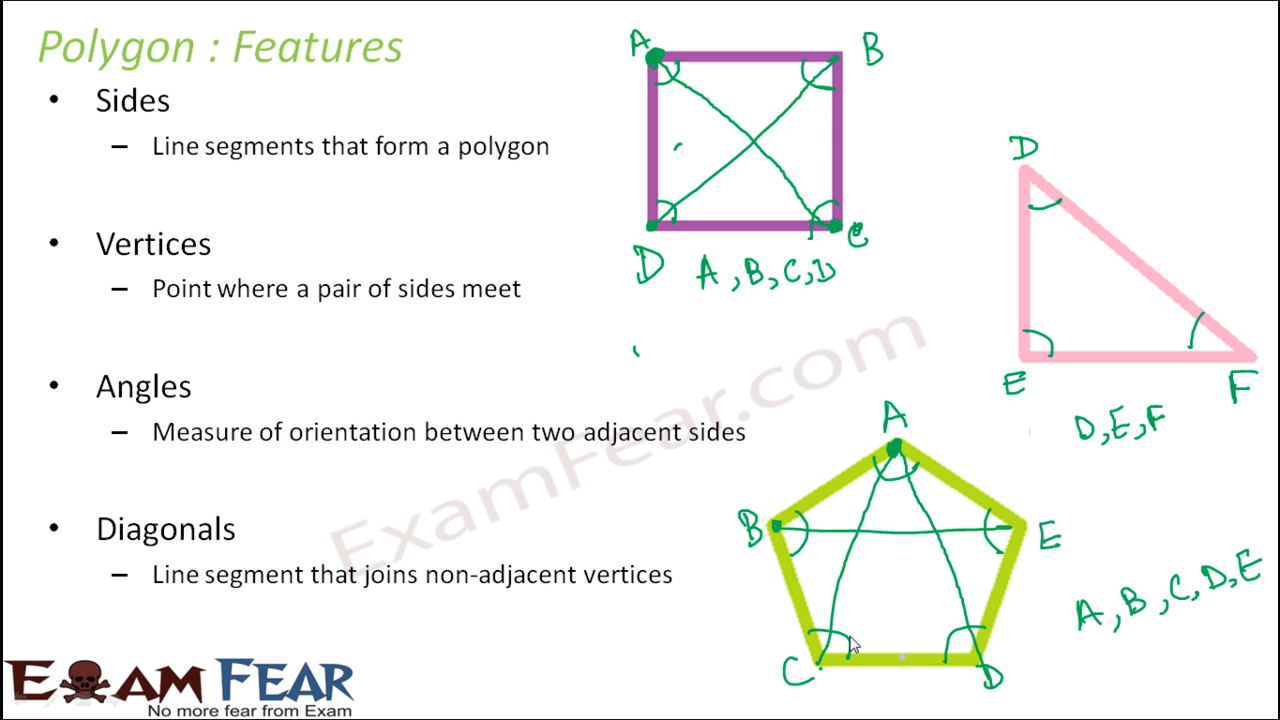 Polygon : Features
• Sides
– Line segments that form a polygon
• Vertices
– Point where a pair of sides meet
• Angles
– Measure of orientation between two adjacent sides
• Diagonals
– Line segment that joins non-adjacent vertices
A
B
D
C
A, B, C, D
D
E
F
D, E, F
A
B
E
C
D
A, B, C, D, E
ExamFear.com
EXAM FEAR
No more fear from Exam